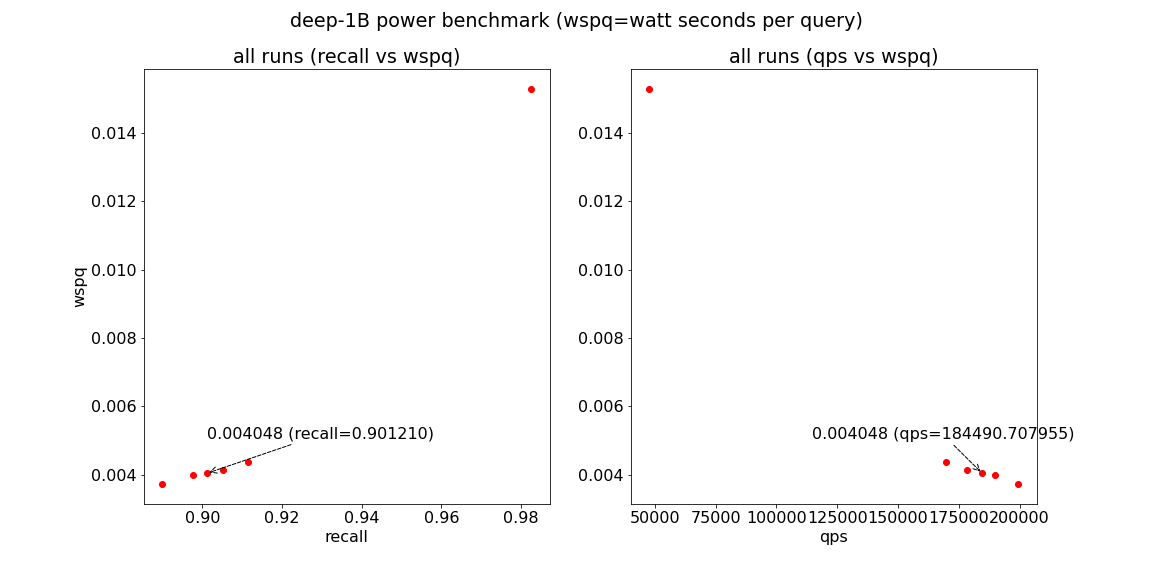 deep-1B power benchmark (wspq=watt seconds per query)
all runs (recall vs wspq)
0.014
0.012
0.010
0.008
0.006
0.004
wspq
0.004048 (recall=0.901210)
0.90 0.92 0.94 0.96 0.98
recall
all runs (qps vs wspq)
0.014
0.012
0.010
0.008
0.006
0.004
0.004048 (qps=184490.707955)
50000 75000 100000 125000 150000 175000 200000
qps